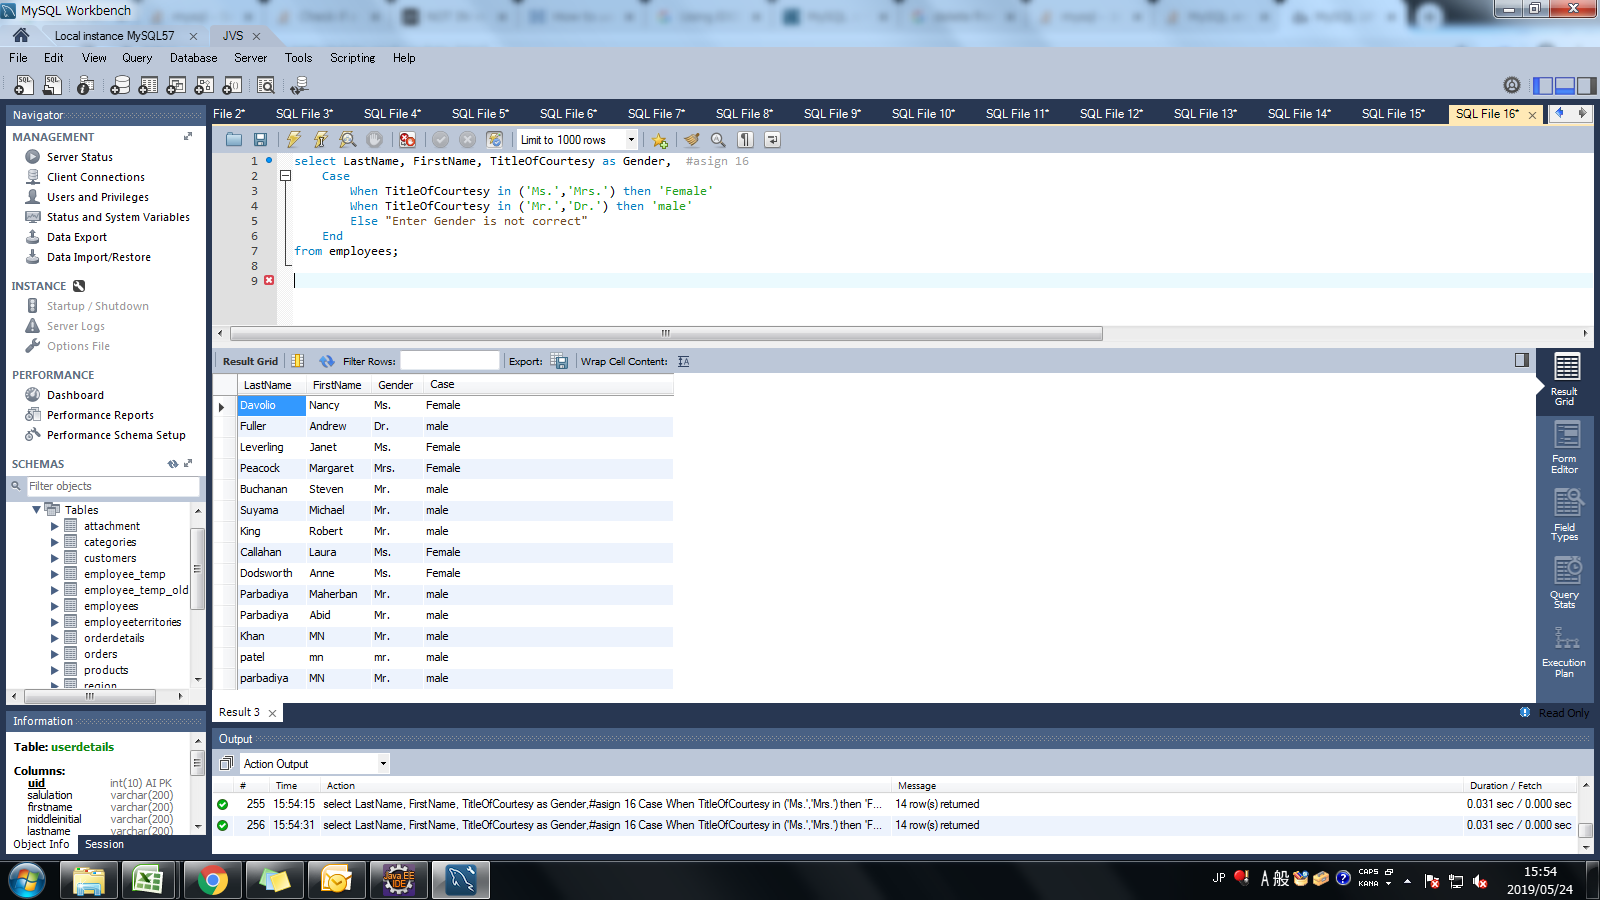 MySQL Workbench
Local instance MySQL57
JVS
File Edit View Query Database Server Tools Scripting Help
Navigator
MANAGEMENT
Server Status
Client Connections
Users and Privileges
Status and System Variables
Data Export
Data Import/Restore
INSTANCE
Startup / Shutdown
Server Logs
Options File
PERFORMANCE
Dashboard
Performance Reports
Performance Schema Setup
SCHEMAS
Filter objects
Tables
attachment
categories
customers
employee_temp
employee_temp_old
employees
employeeterritories
orderdetails
orders
products
region
Information
Table: userdetails
Columns:
uid int(10) AI PK
salulation varchar(200)
firstname varchar(200)
middleinitial varchar(200)
lastname varchar(200)
Object Info Session
File 2* SQL File 3* SQL File 4* SQL File 5* SQL File 6* SQL File 7* SQL File 8* SQL File 9* SQL File 10* SQL File 11* SQL File 12* SQL File 13* SQL File 14* SQL File 15* SQL File 16*
Limit to 1000 rows
1 select LastName, FirstName, TitleOfCourtesy as Gender, #asign 16
2 Case
3 When TitleOfCourtesy in ('Ms.','Mrs.') then 'Female'
4 When TitleOfCourtesy in ('Mr.','Dr.') then 'male'
5 Else "Enter Gender is not correct"
6 End
7 from employees;
8
9
Result Grid Filter Rows: Export: Wrap Cell Content:
LastName FirstName Gender Case
Davolio Nancy Ms. Female
Fuller Andrew Dr. male
Leverling Janet Ms. Female
Peacock Margaret Mrs. Female
Buchanan Steven Mr. male
Suyama Michael Mr. male
King Robert Mr. male
Callahan Laura Ms. Female
Dodsworth Anne Ms. Female
Parbadiya Maherban Mr. male
Parbadiya Abid Mr. male
Khan MN Mr. male
patel mn mr. male
parbadiya MN Mr. male
Result Grid
Form Editor
Field Types
Query Stats
Execution Plan
Result 3
Read Only
Output
Action Output
# Time Action Message Duration / Fetch
255 15:54:15 select LastName, FirstName, TitleOfCourtesy as Gender,#asign 16 Case When TitleOfCourtesy in ('Ms.','Mrs.') then 'F... 14 row(s) returned 0.031 sec / 0.000 sec
256 15:54:31 select LastName, FirstName, TitleOfCourtesy as Gender,#asign 16 Case When TitleOfCourtesy in ('Ms.','Mrs.') then 'F... 14 row(s) returned 0.031 sec / 0.000 sec
Java EE
IDE
JP
A 般
CAPS
KANA
15:54
2019/05/24